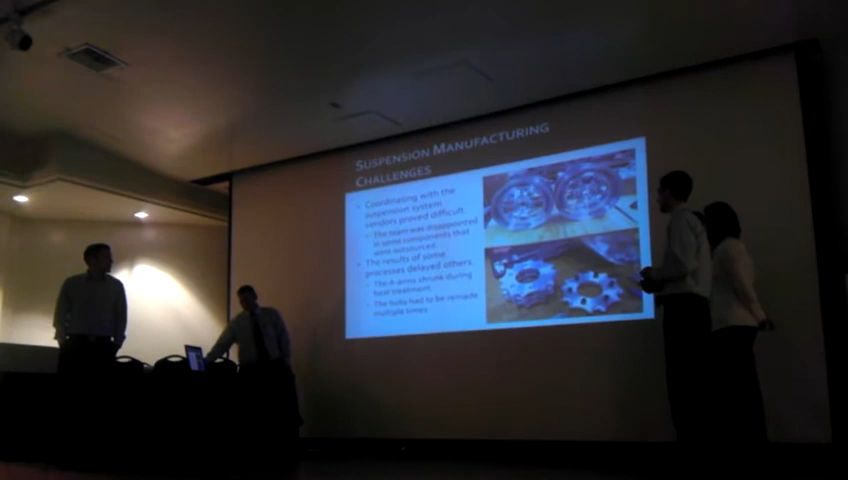 SUSPENSION MANUFACTURING
CHALLENGES
Coordinating with the
suspension system
vendors proved difficult.
The team was disappointed
in some components that
were outsourced.
The results of some
processes delayed others.
The A-arms shrunk during
heat treatment.
The hubs had to be remade
multiple times.